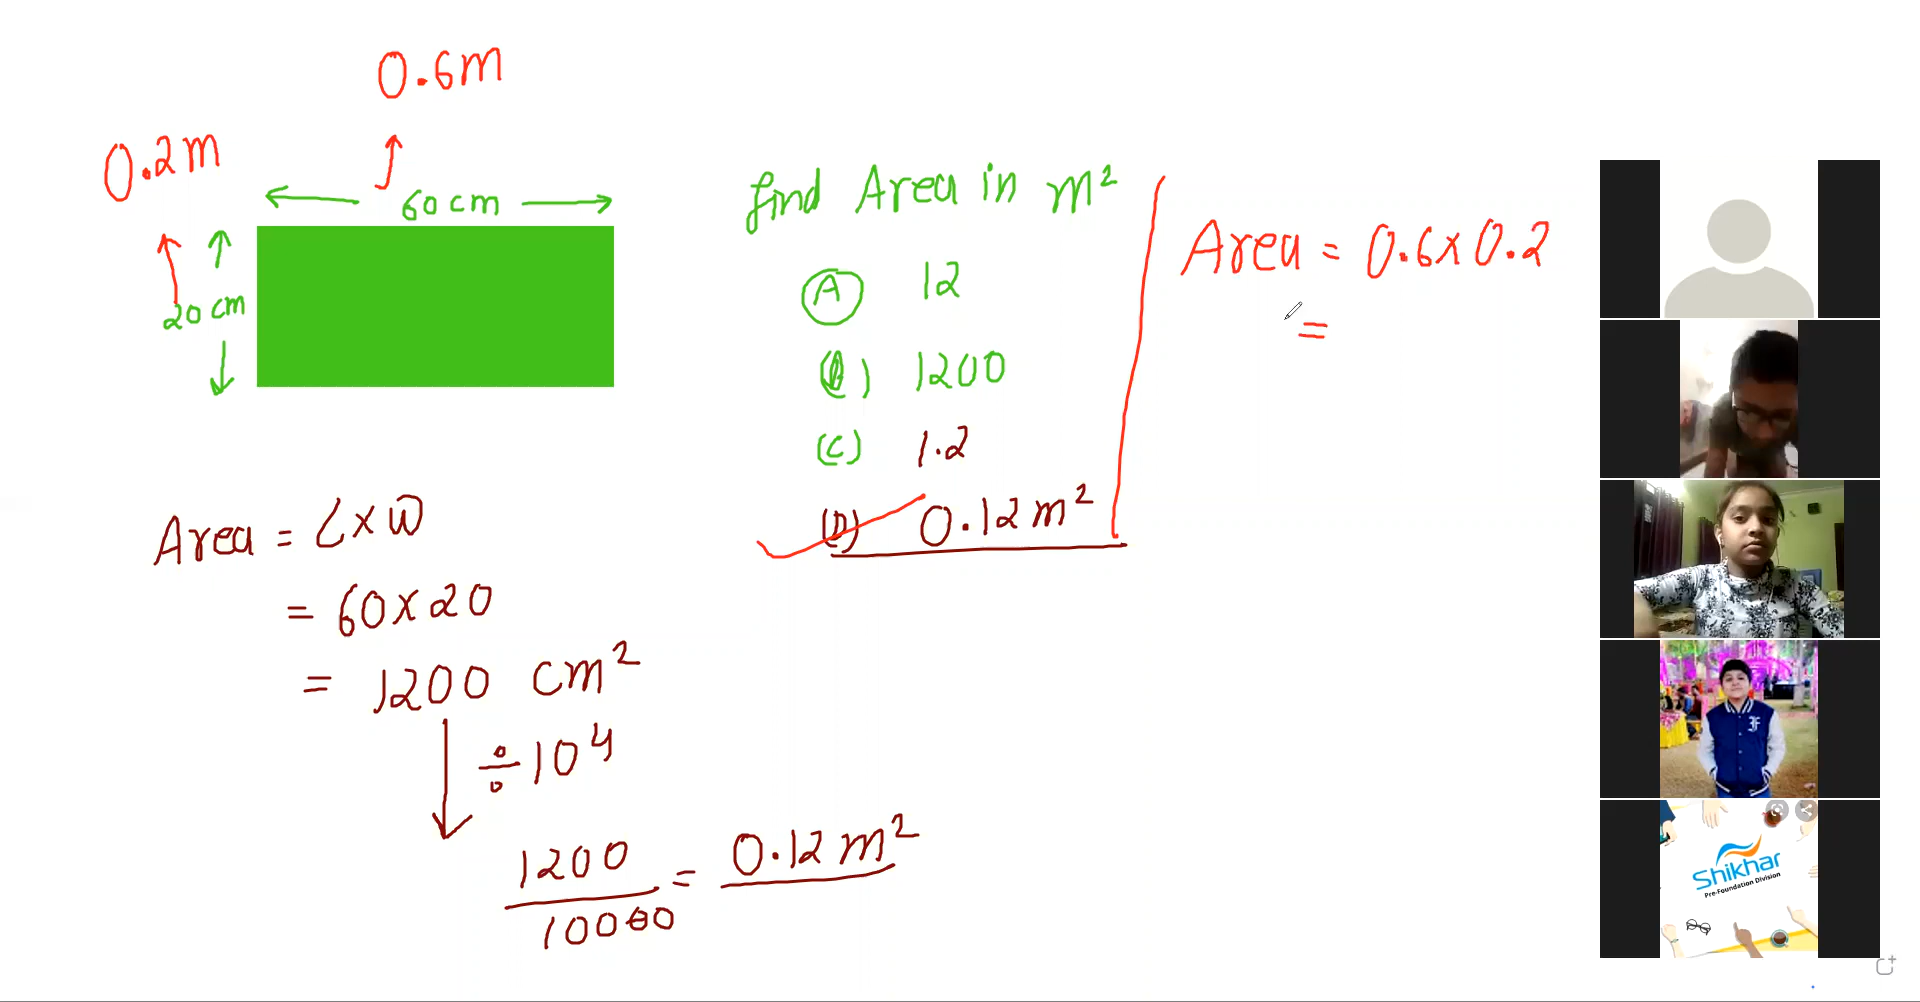 0.6m
0.2m
60 cm
20 cm
find Area in m²
(A) 12
( ) 1200
(C) 1.2
(D) 0.12 m²
Area = 0.6 x 0.2
=
Area = L x W
= 60 x 20
= 1200 cm²
÷ 10⁴
1200
10000
= 0.12 m²
F
Shikhar
Pre-Foundation Division